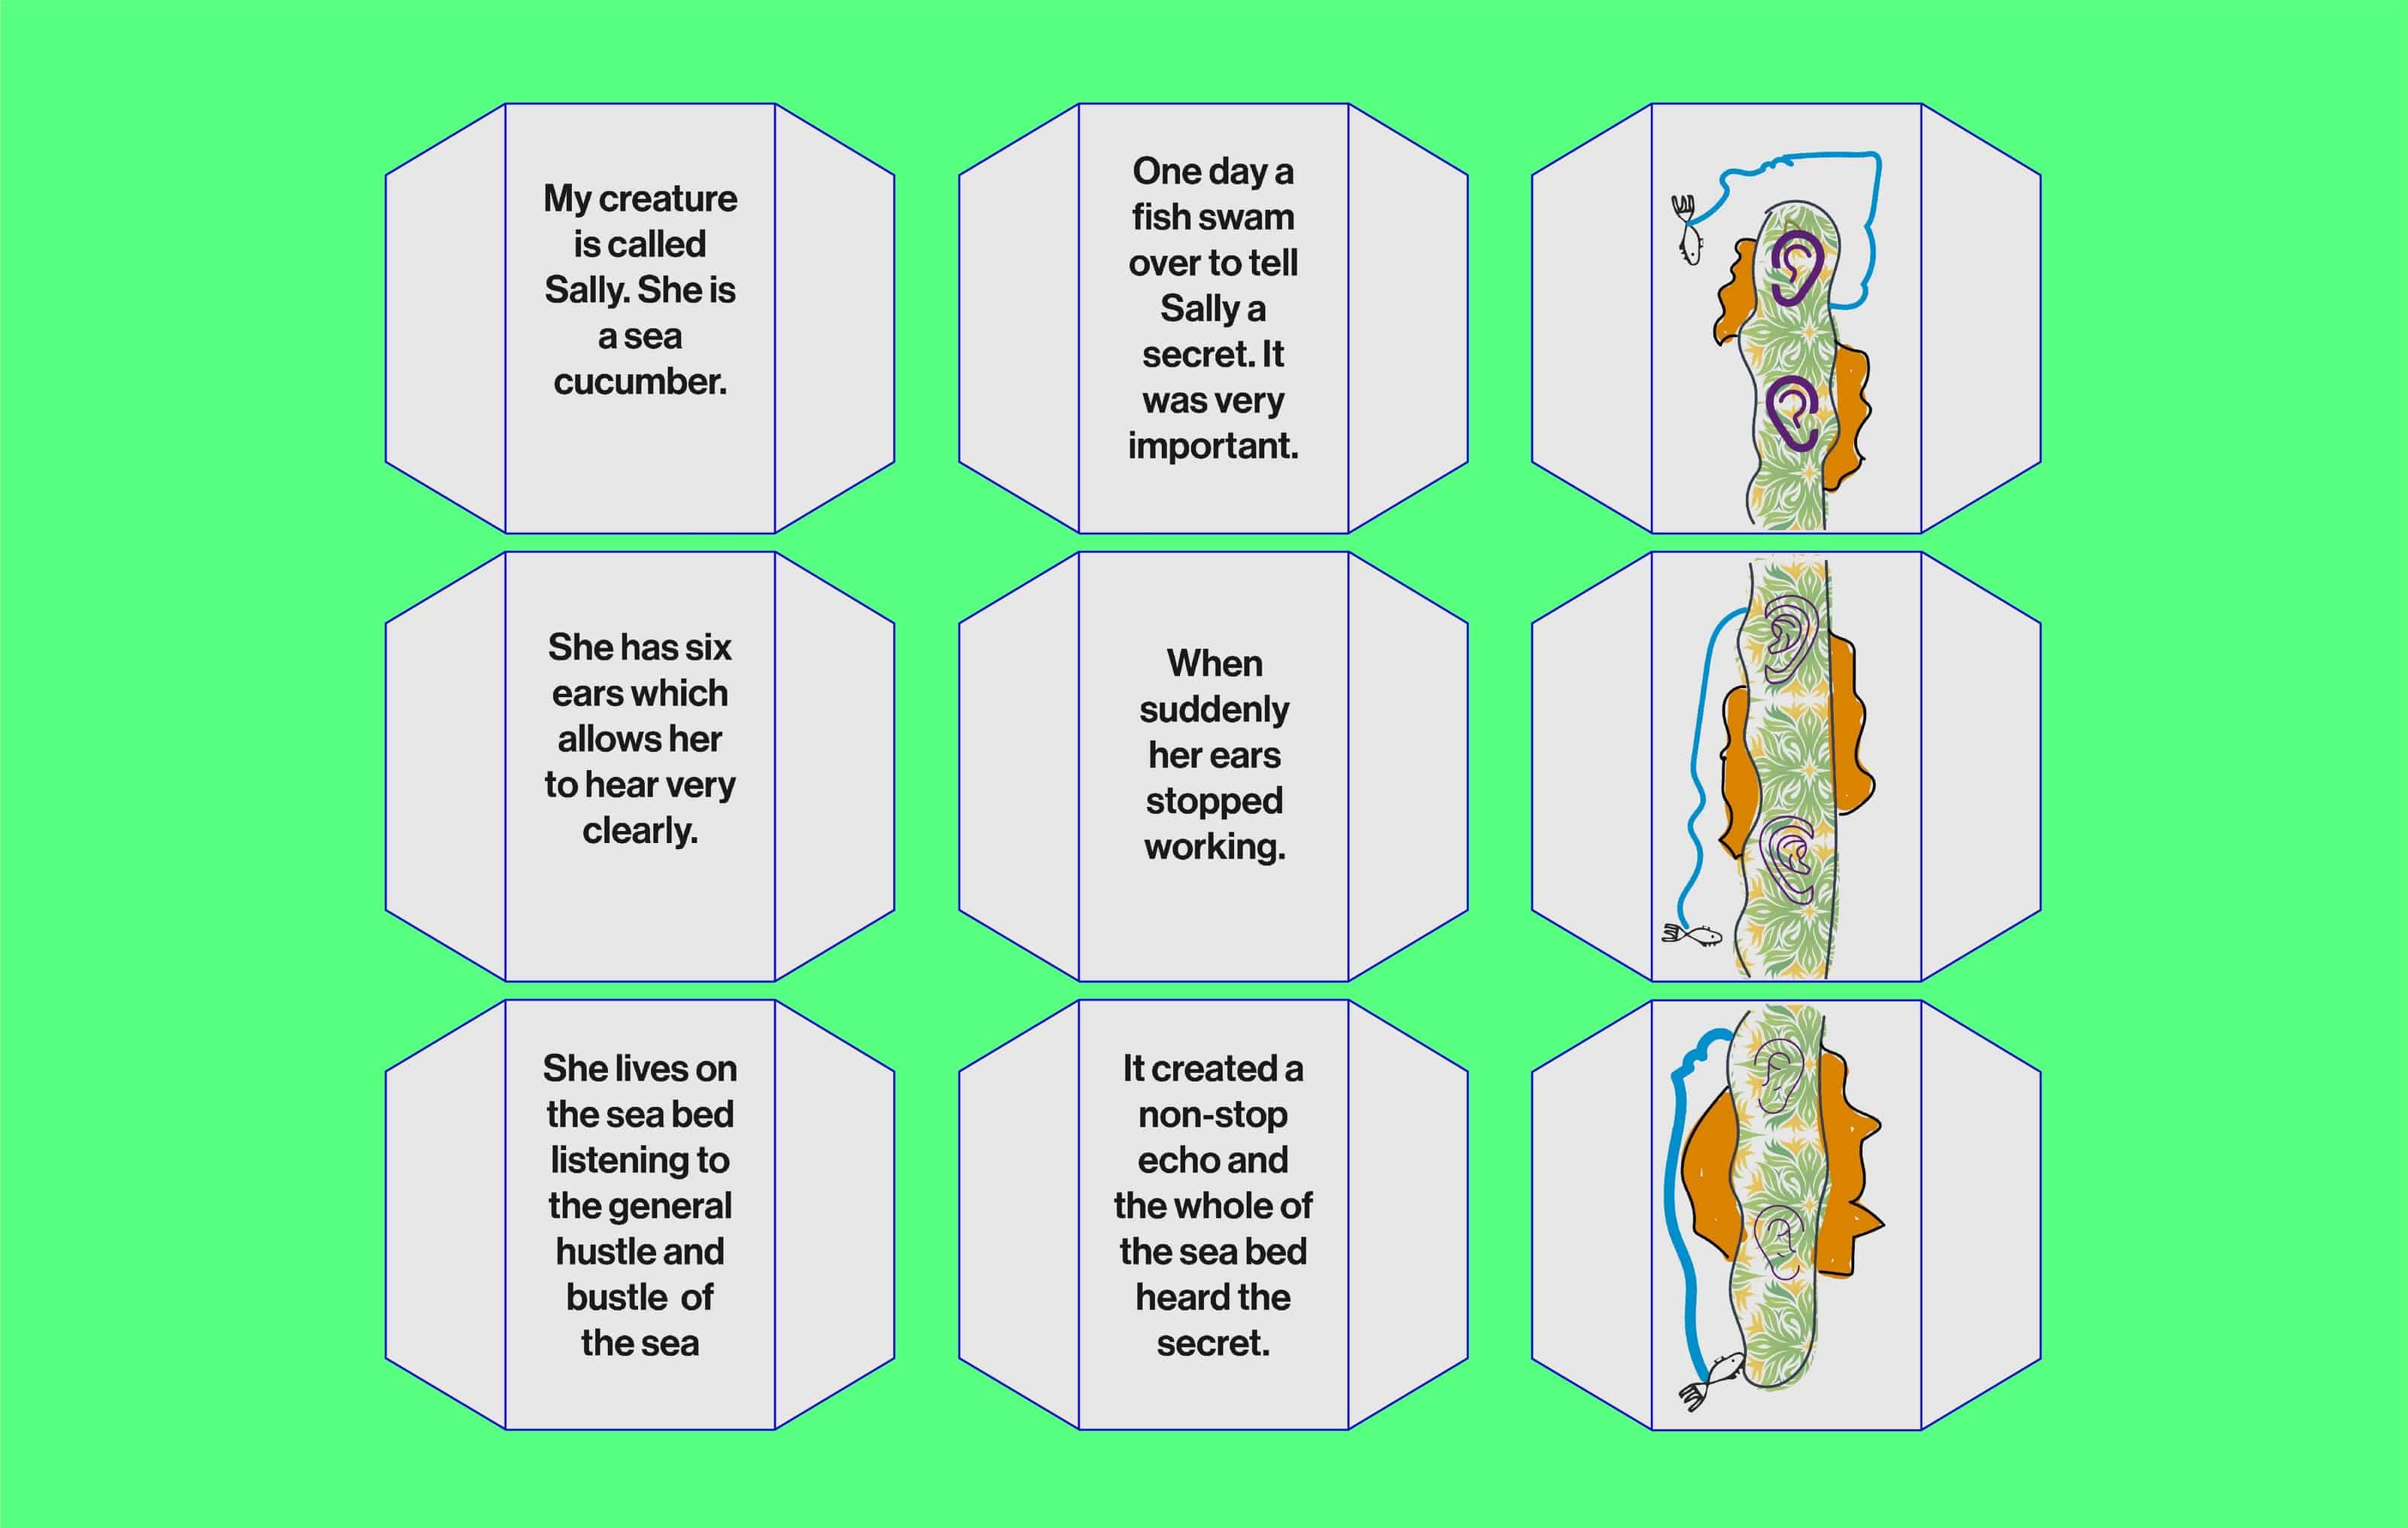 My creature
is called
Sally. She is
a sea
cucumber.
She has six
ears which
allows her
to hear very
clearly.
She lives on
the sea bed
listening to
the general
hustle and
bustle  of
the sea
One day a
fish swam
over to tell
Sally a
secret. It
was very
important.
When
suddenly
her ears
stopped
working.
It created a
non-stop
echo and
the whole of
the sea bed
heard the
secret.